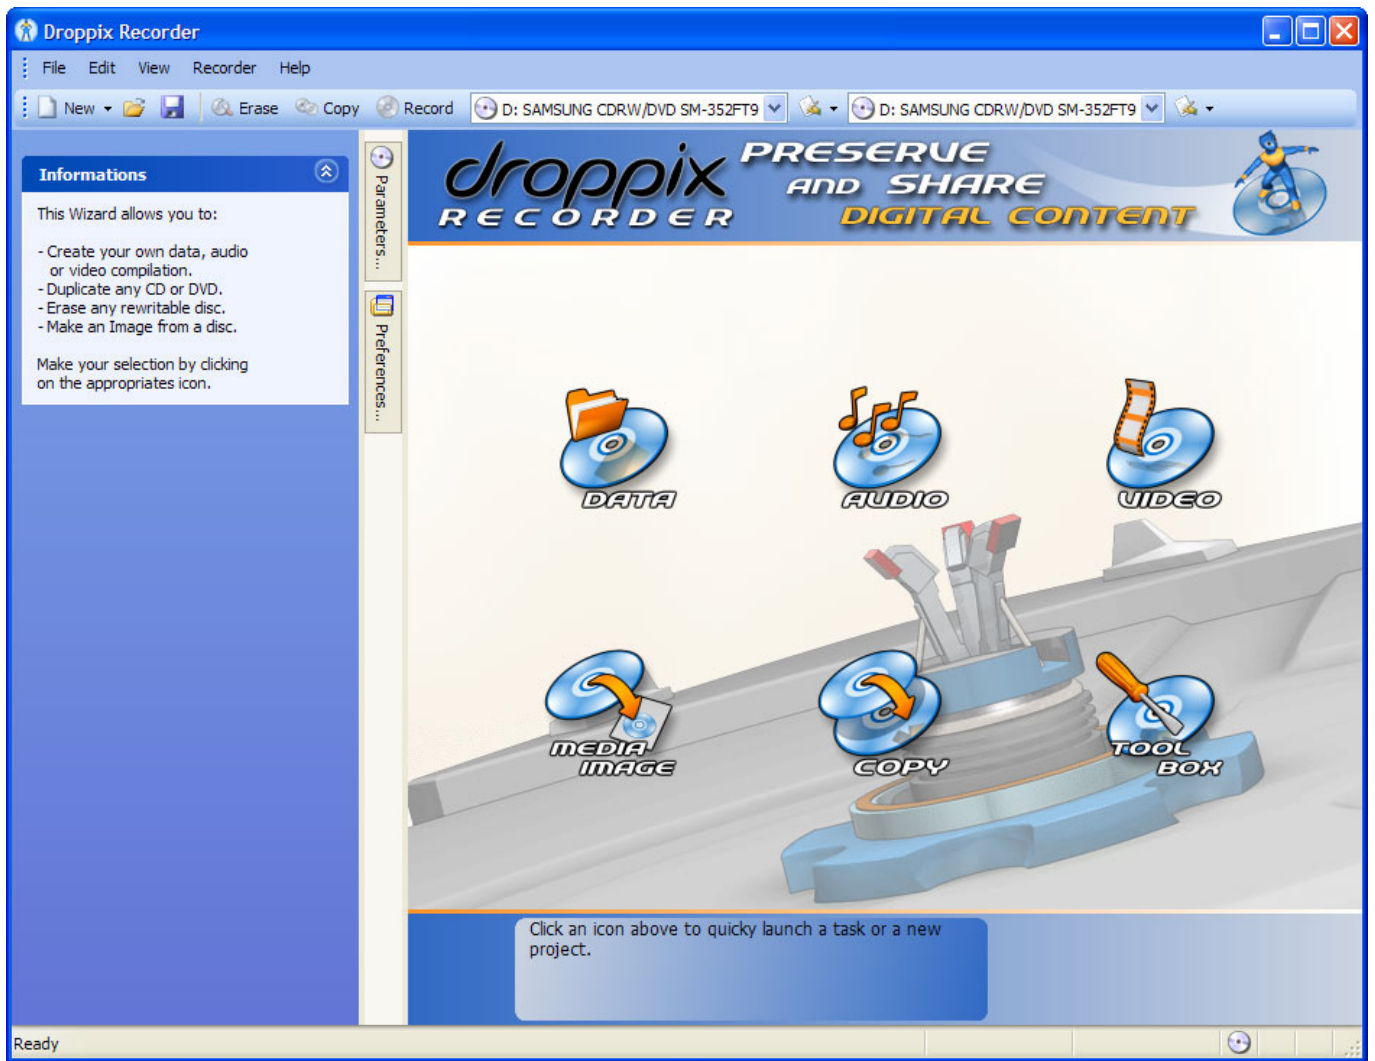 Droppix Recorder
File Edit View Recorder Help
New Erase Copy Record D: SAMSUNG CDRW/DVD SM-352FT9 D: SAMSUNG CDRW/DVD SM-352FT9
Informations
This Wizard allows you to:
- Create your own data, audio
or video compilation.
- Duplicate any CD or DVD.
- Erase any rewritable disc.
- Make an Image from a disc.
Make your selection by clicking
on the appropriates icon.
Parameters...
Preferences...
droppix
RECORDER
PRESERVE
AND SHARE
DIGITAL CONTENT
DATA
AUDIO
VIDEO
MEDIA
IMAGE
COPY
TOOL
BOX
Click an icon above to quicky launch a task or a new
project.
Ready